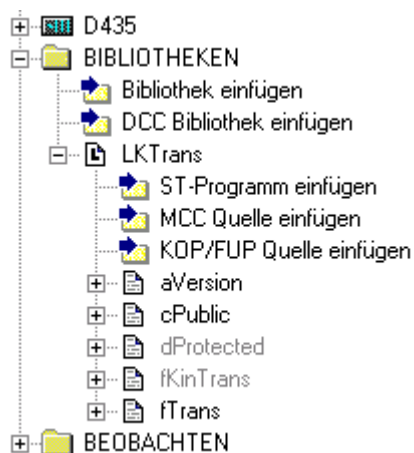 D435
BIBLIOTHEKEN
Bibliothek einfügen
DCC Bibliothek einfügen
LKTrans
ST-Programm einfügen
MCC Quelle einfügen
KOP/FUP Quelle einfügen
aVersion
cPublic
dProtected
fKinTrans
fTrans
BEOBACHTEN